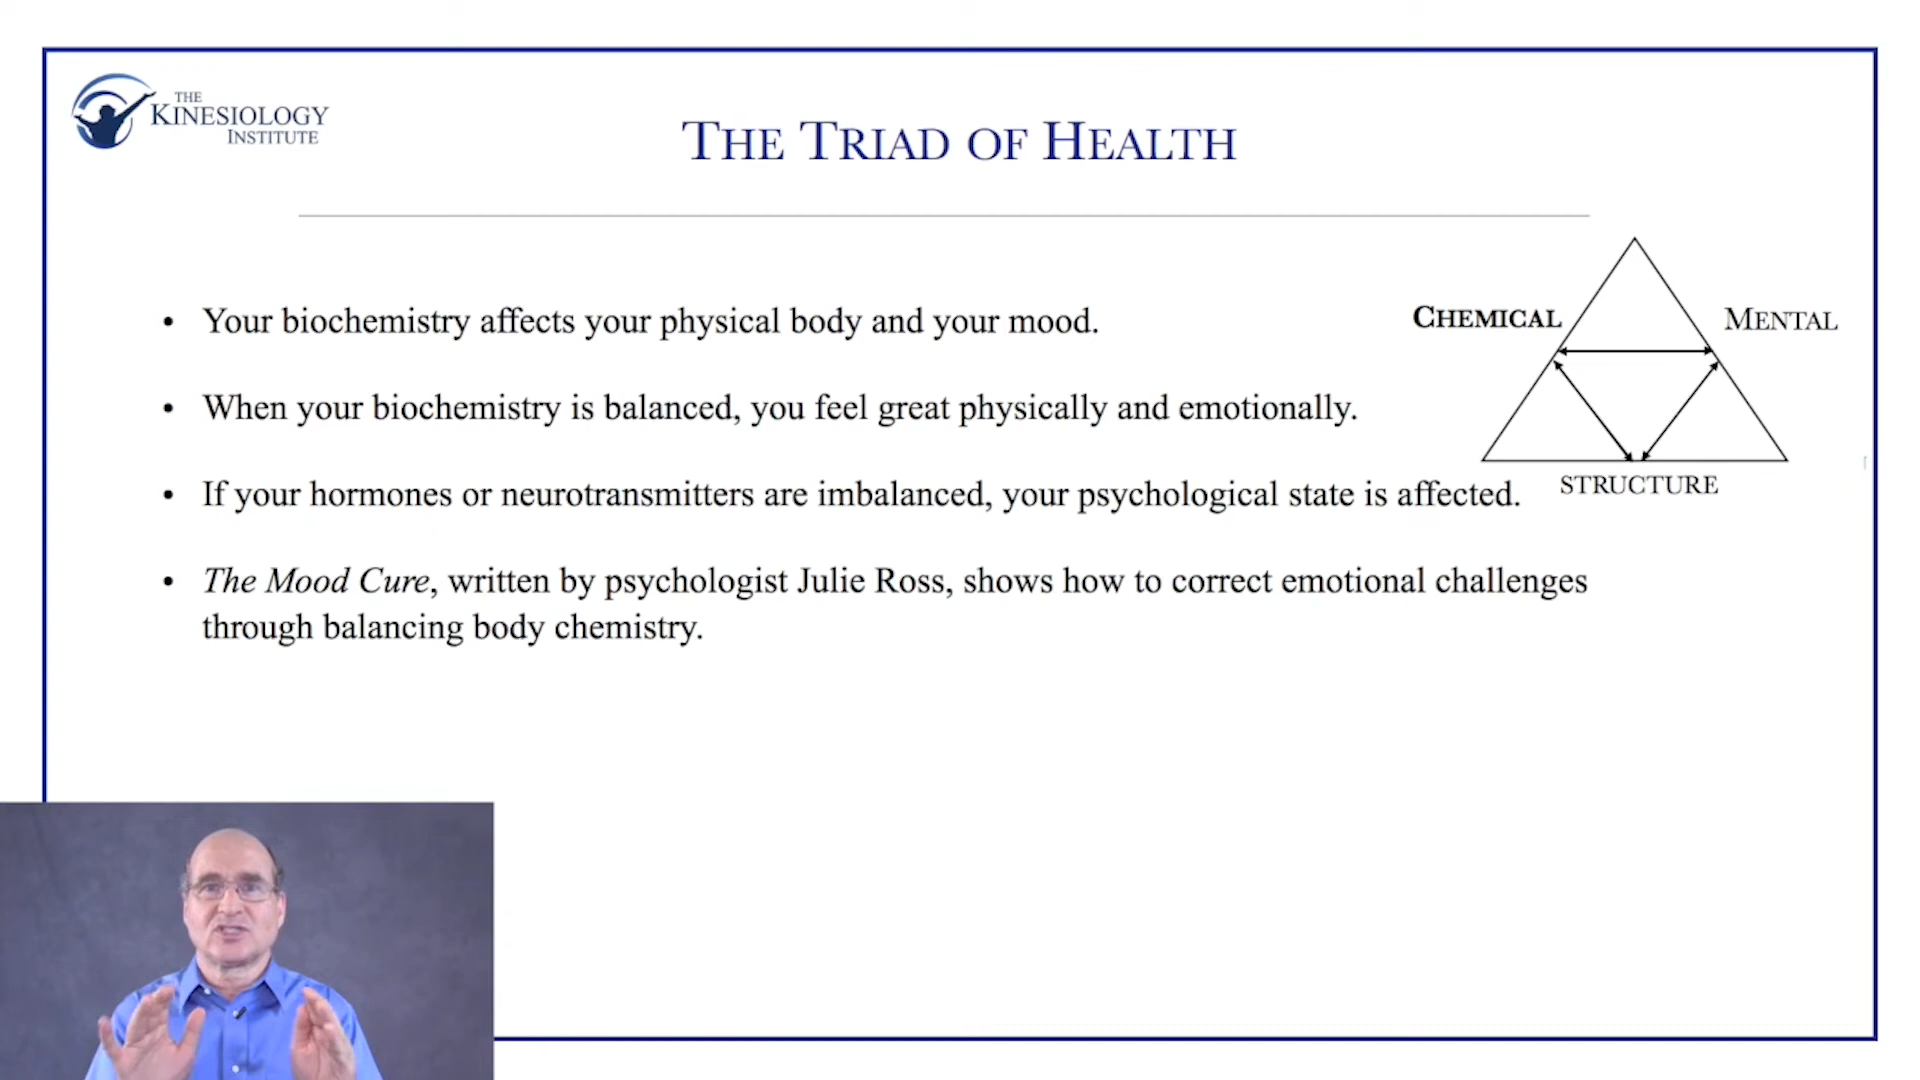 THE
KINESIOLOGY
INSTITUTE
THE TRIAD OF HEALTH
• Your biochemistry affects your physical body and your mood.
• When your biochemistry is balanced, you feel great physically and emotionally.
• If your hormones or neurotransmitters are imbalanced, your psychological state is affected.
• The Mood Cure, written by psychologist Julie Ross, shows how to correct emotional challenges
through balancing body chemistry.
CHEMICAL
MENTAL
STRUCTURE